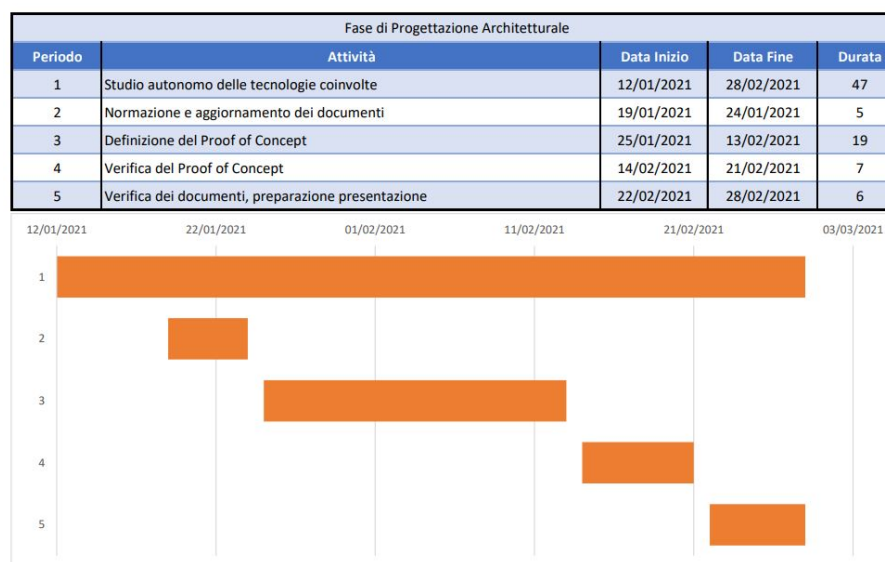 Fase di Progettazione Architetturale
Periodo Attività Data Inizio Data Fine Durata
1 Studio autonomo delle tecnologie coinvolte 12/01/2021 28/02/2021 47
2 Normazione e aggiornamento dei documenti 19/01/2021 24/01/2021 5
3 Definizione del Proof of Concept 25/01/2021 13/02/2021 19
4 Verifica del Proof of Concept 14/02/2021 21/02/2021 7
5 Verifica dei documenti, preparazione presentazione 22/02/2021 28/02/2021 6
12/01/2021 22/01/2021 01/02/2021 11/02/2021 21/02/2021 03/03/2021
1
2
3
4
5